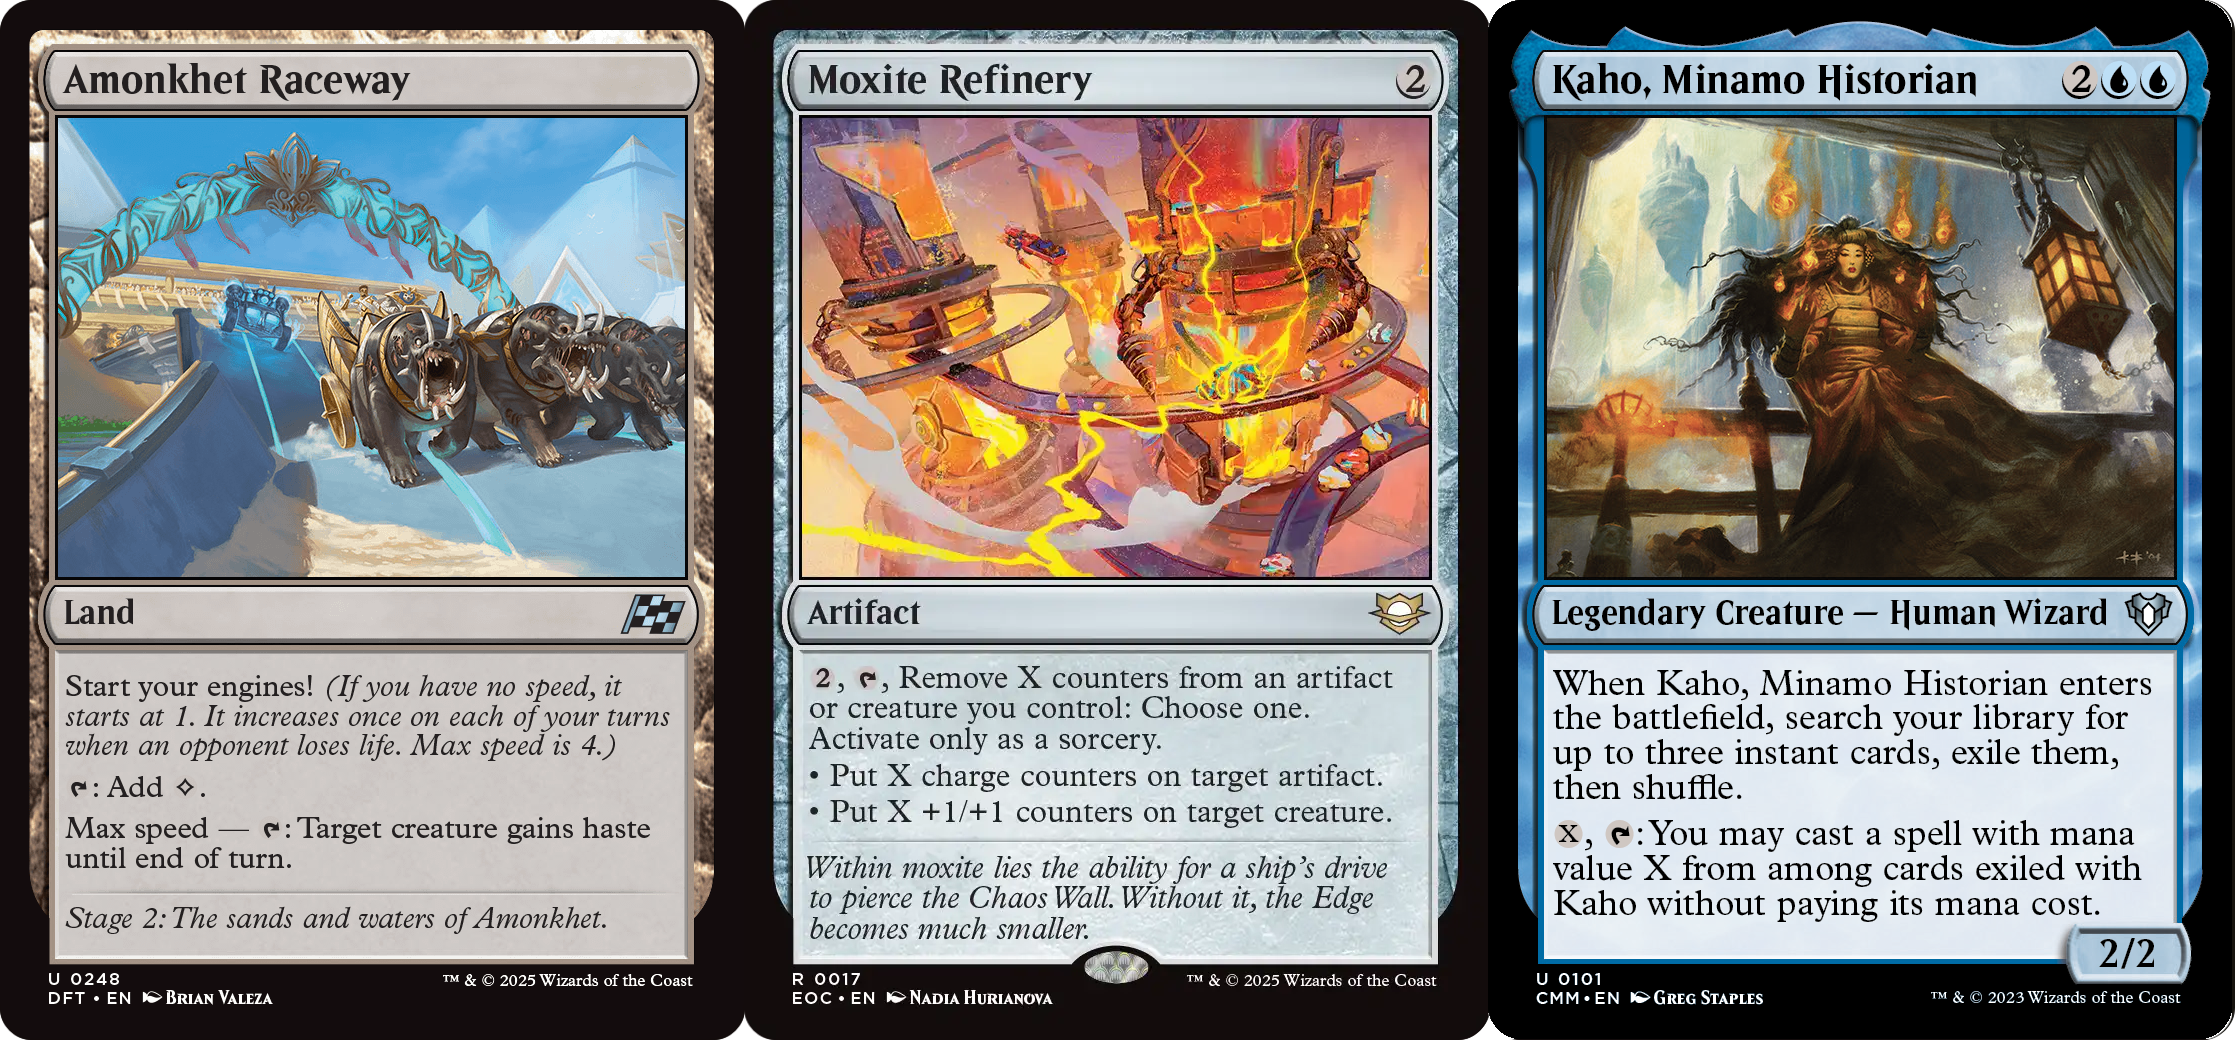 Amonkhet Raceway
Land
Start your engines! (If you have no speed, it
starts at 1. It increases once on each of your turns
when an opponent loses life. Max speed is 4.)
: Add .
Max speed — : Target creature gains haste
until end of turn.
Stage 2: The sands and waters of Amonkhet.
U 0248
DFT • EN Brian Valeza
™ & © 2025 Wizards of the Coast
Moxite Refinery 2
Artifact
2, , Remove X counters from an artifact
or creature you control: Choose one.
Activate only as a sorcery.
• Put X charge counters on target artifact.
• Put X +1/+1 counters on target creature.
Within moxite lies the ability for a ship's drive
to pierce the Chaos Wall. Without it, the Edge
becomes much smaller.
R 0017
EOC • EN Nadia Hurianova
™ & © 2025 Wizards of the Coast
Kaho, Minamo Historian 2
Legendary Creature — Human Wizard
When Kaho, Minamo Historian enters
the battlefield, search your library for
up to three instant cards, exile them,
then shuffle.
X, : You may cast a spell with mana
value X from among cards exiled with
Kaho without paying its mana cost.
2/2
U 0101
CMM • EN Greg Staples
™ & © 2023 Wizards of the Coast